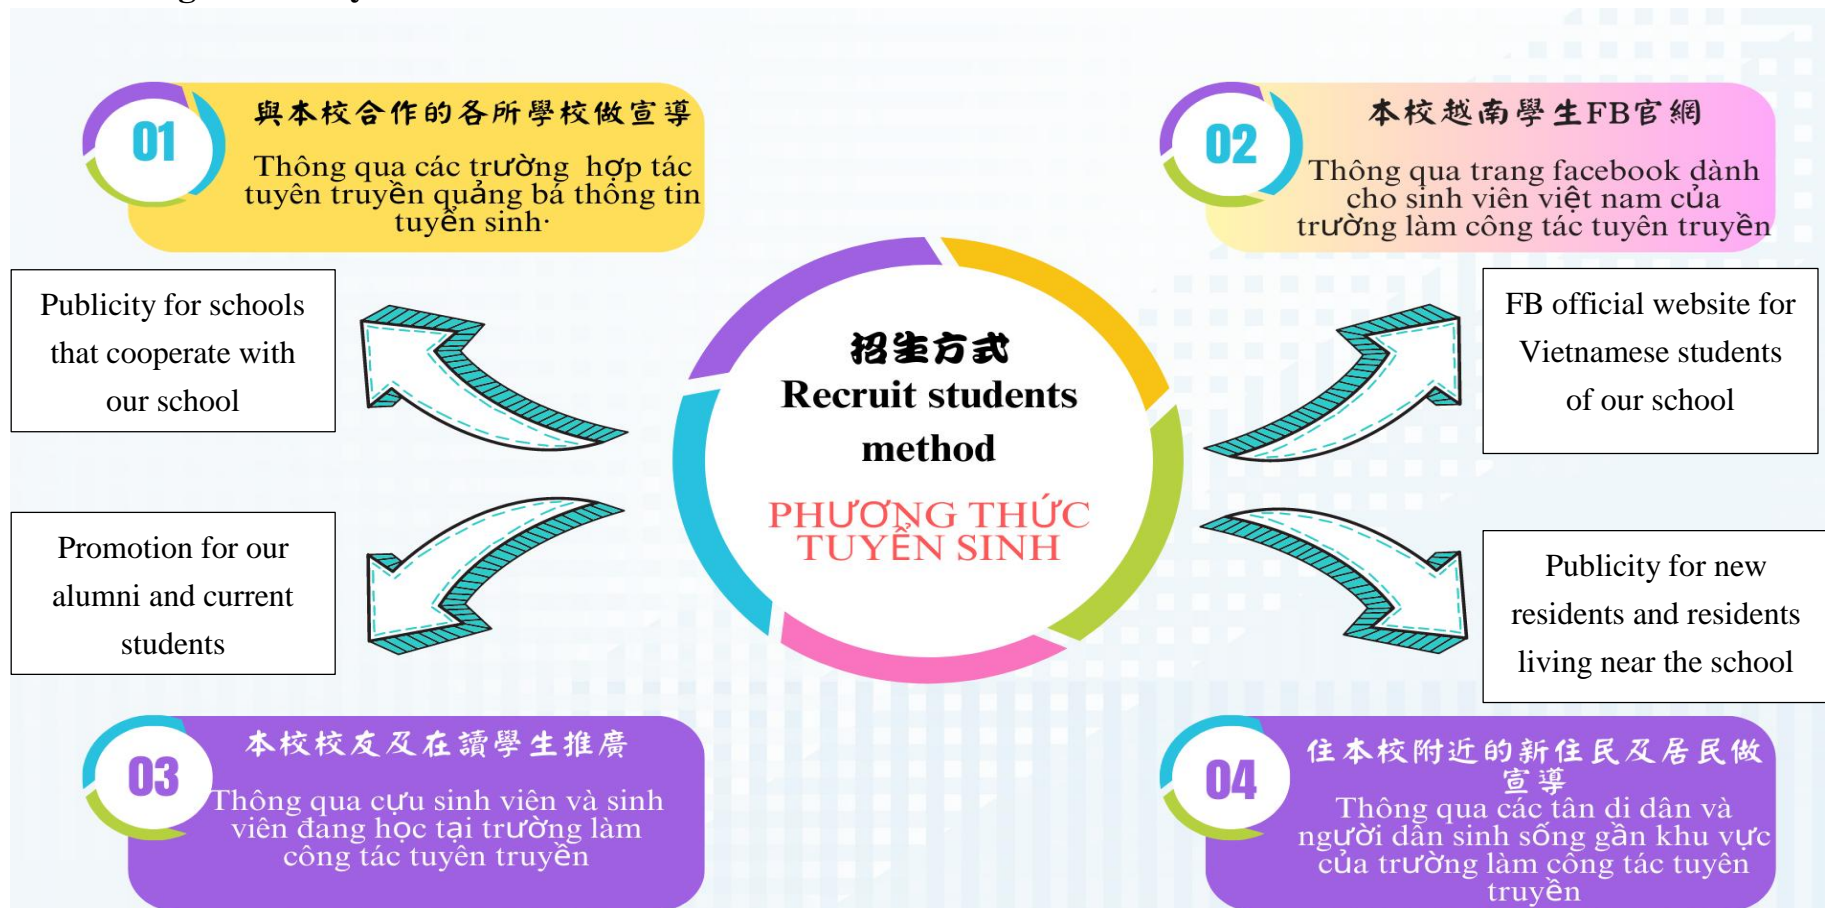 01
與本校合作的各所學校做宣導
Thông qua các trường hợp tác
tuyên truyền quảng bá thông tin
tuyển sinh·
02
本校越南學生FB官網
Thông qua trang facebook dành
cho sinh viên việt nam của
trường làm công tác tuyên truyền
Publicity for schools
that cooperate with
our school
FB official website for
Vietnamese students
of our school
招生方式
Recruit students
method
PHƯƠNG THỨC
TUYỂN SINH
Promotion for our
alumni and current
students
Publicity for new
residents and residents
living near the school
03
本校校友及在讀學生推廣
Thông qua cựu sinh viên và sinh
viên đang học tại trường làm
công tác tuyên truyền
04
住本校附近的新住民及居民做
宣導
Thông qua các tân di dân và
người dân sinh sống gần khu vực
của trường làm công tác tuyên
truyền